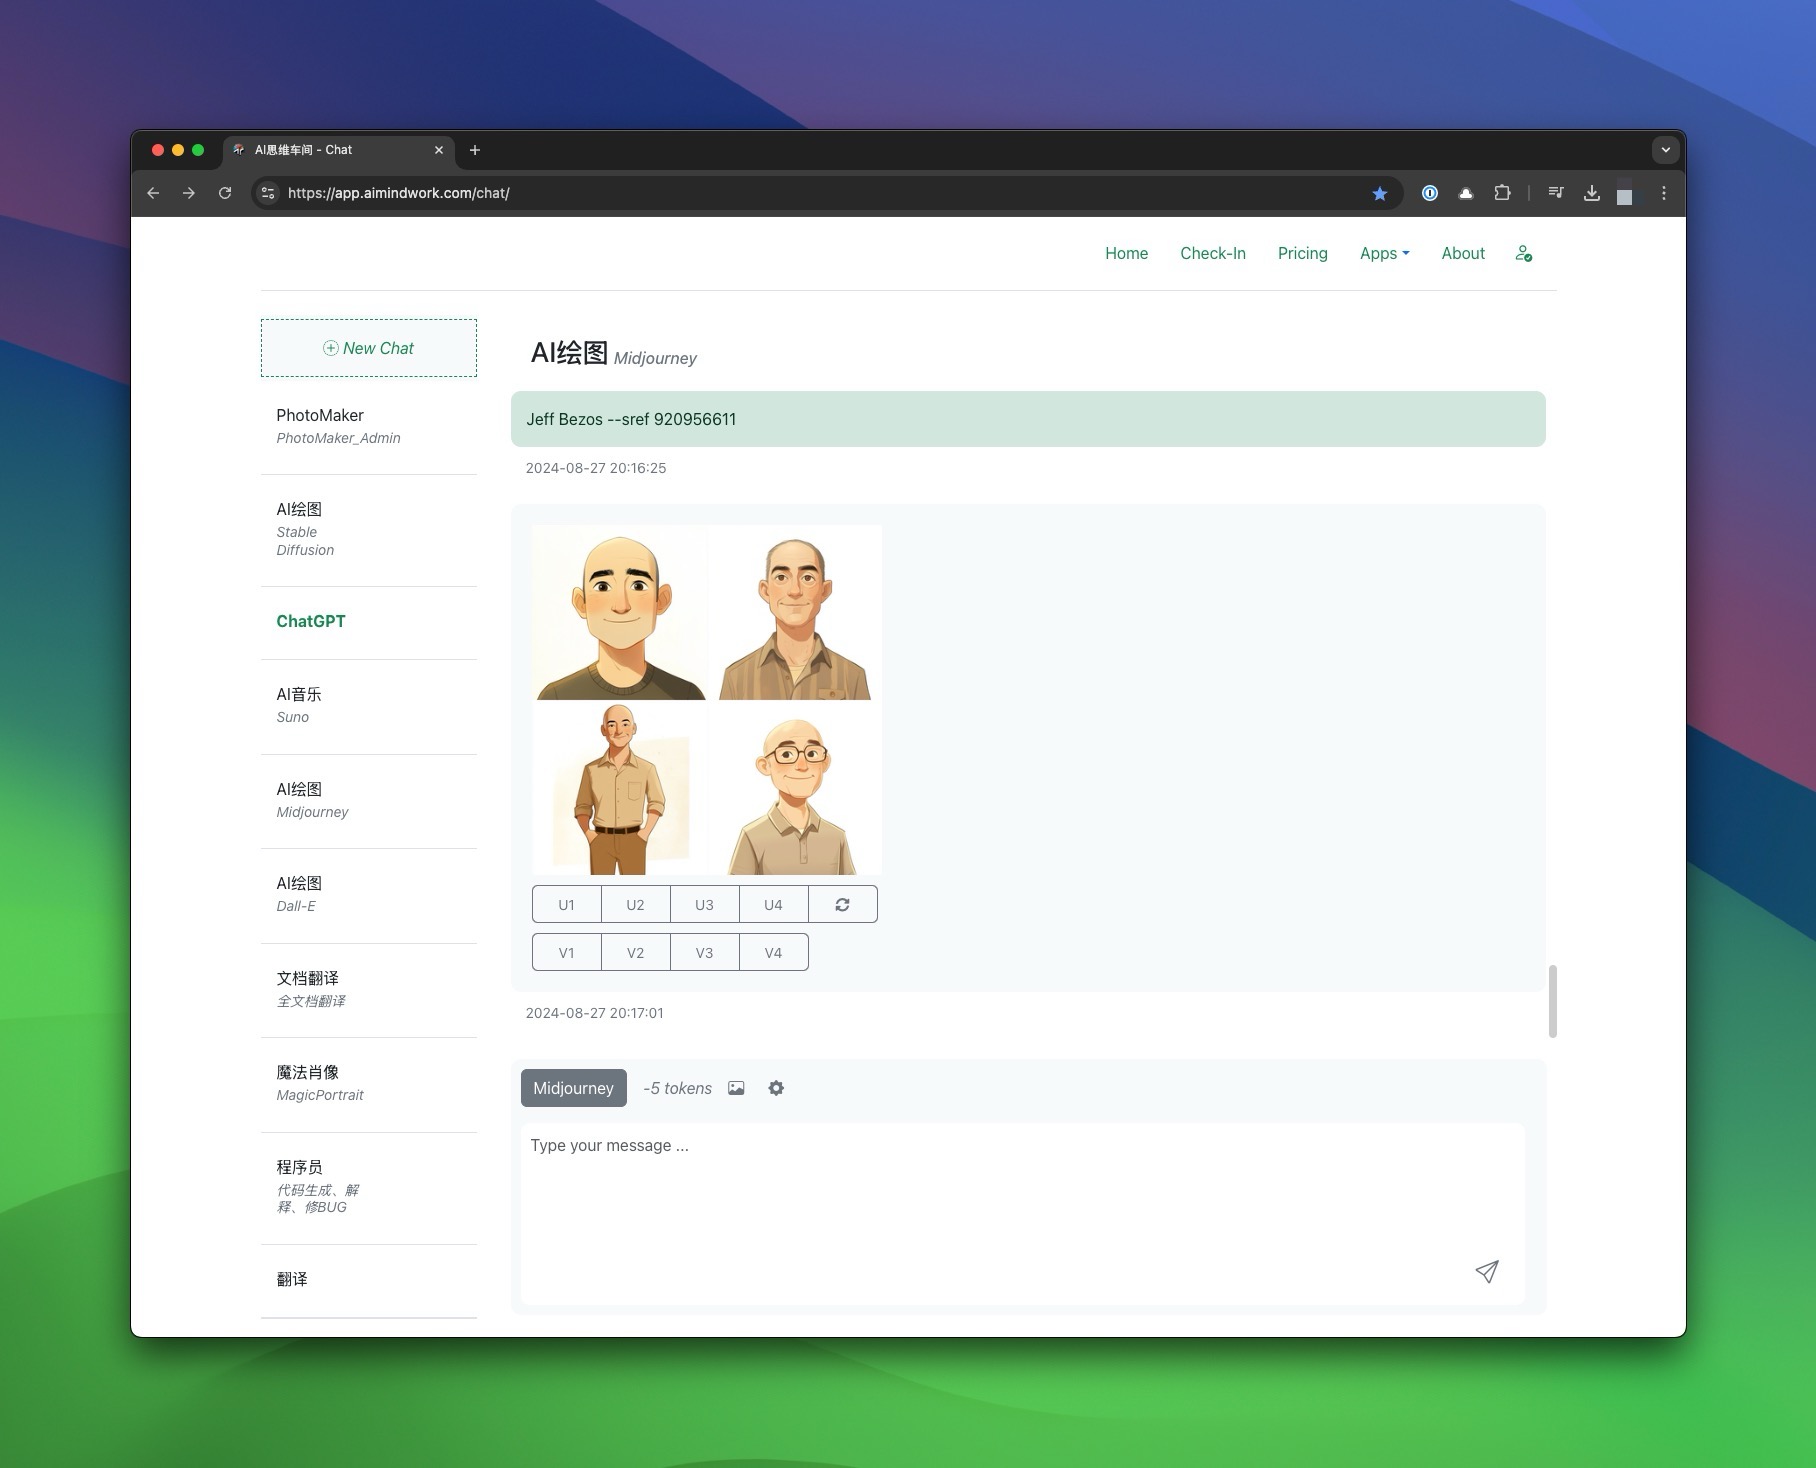 AI思维车间 - Chat
https://app.aimindwork.com/chat/
Home Check-In Pricing Apps About
New Chat
PhotoMaker
PhotoMaker_Admin
AI绘图
Stable
Diffusion
ChatGPT
AI音乐
Suno
AI绘图
Midjourney
AI绘图
Dall-E
文档翻译
全文档翻译
魔法肖像
MagicPortrait
程序员
代码生成、解
释、修BUG
翻译
AI绘图 Midjourney
Jeff Bezos --sref 920956611
2024-08-27 20:16:25
U1 U2 U3 U4
V1 V2 V3 V4
2024-08-27 20:17:01
Midjourney -5 tokens
Type your message ...